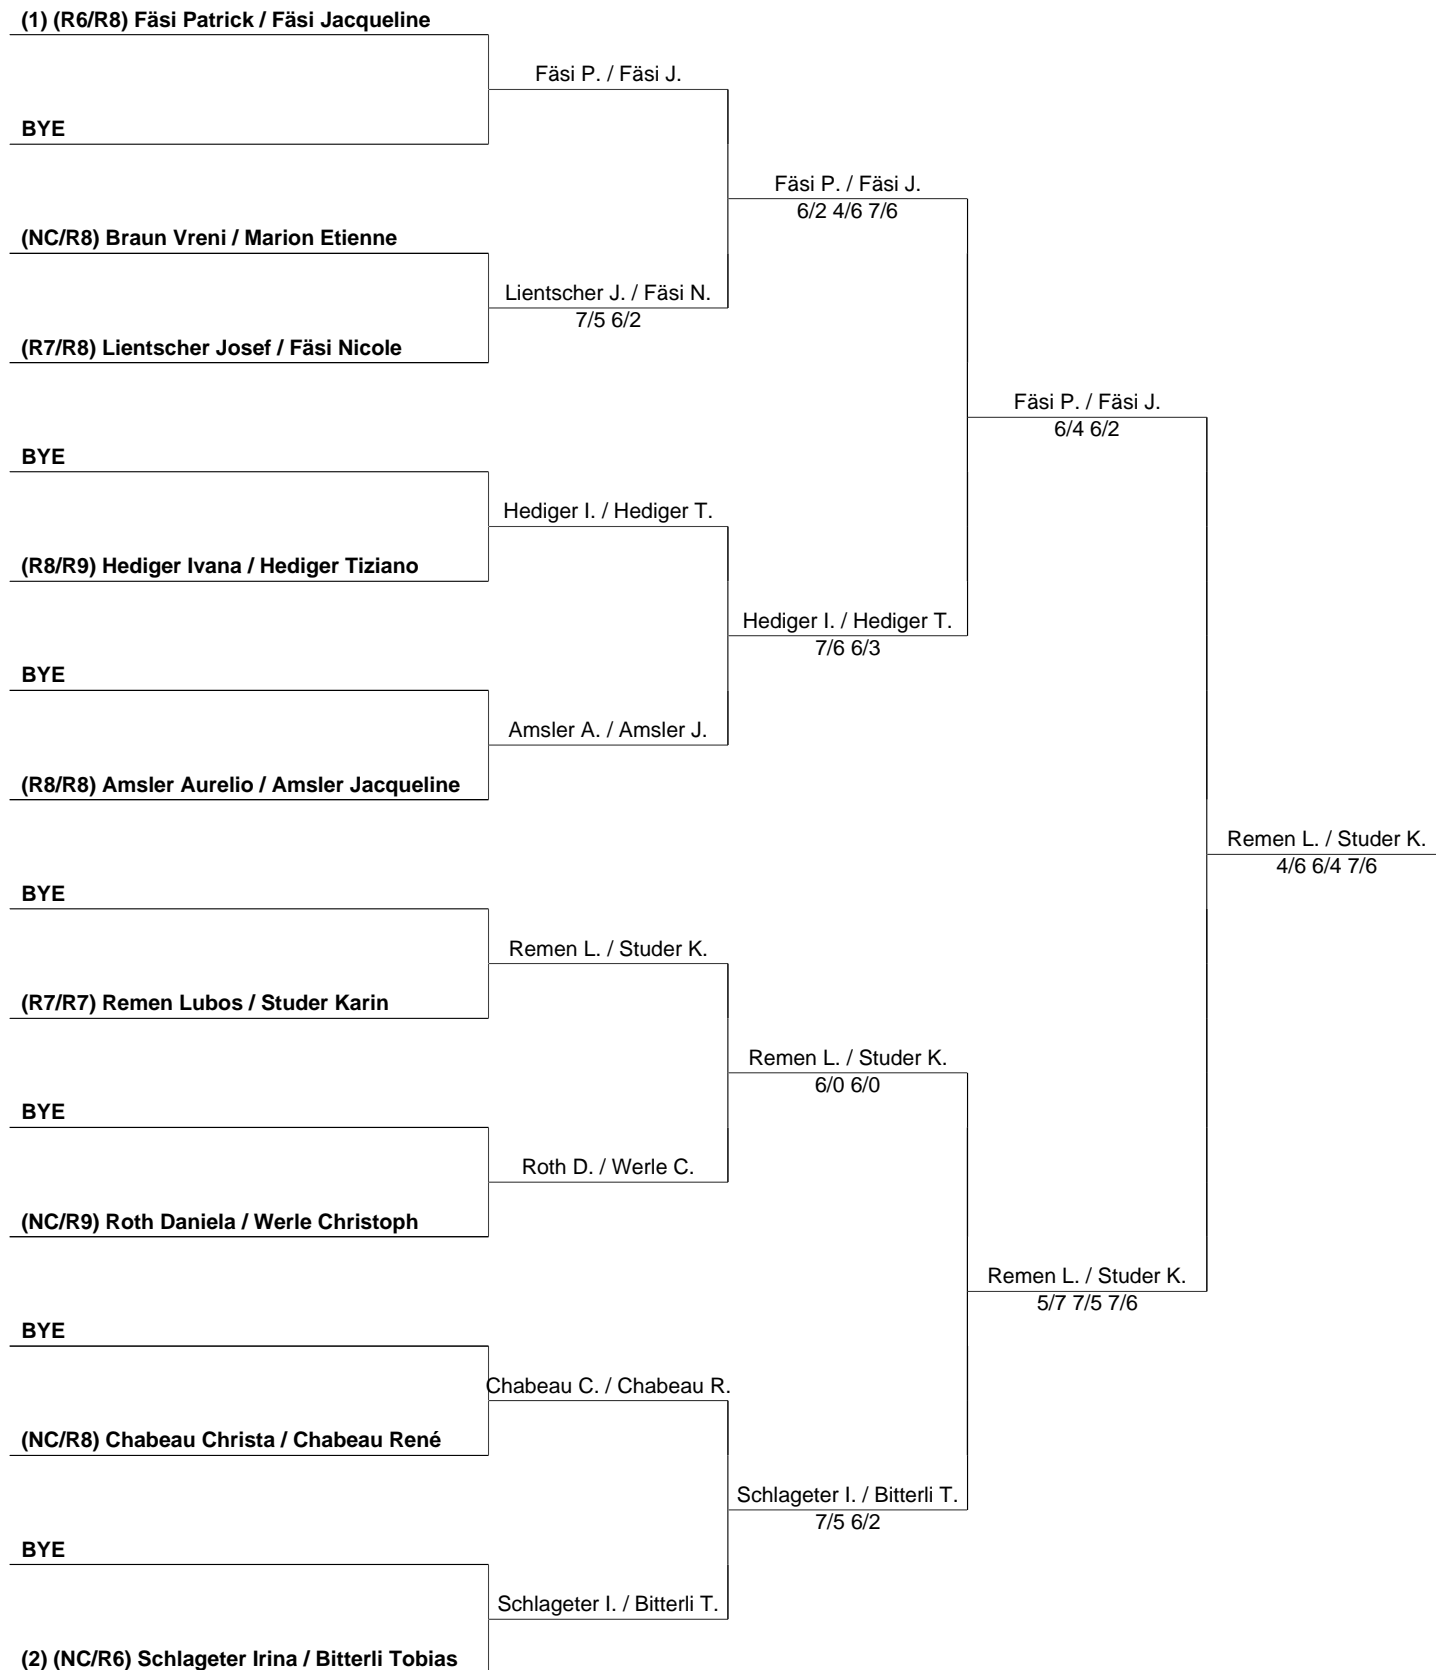 (1) (R6/R8) Fäsi Patrick / Fäsi Jacqueline
Fäsi P. / Fäsi J.
BYE
Fäsi P. / Fäsi J.
6/2 4/6 7/6
(NC/R8) Braun Vreni / Marion Etienne
Lientscher J. / Fäsi N.
7/5 6/2
(R7/R8) Lientscher Josef / Fäsi Nicole
Fäsi P. / Fäsi J.
6/4 6/2
BYE
Hediger I. / Hediger T.
(R8/R9) Hediger Ivana / Hediger Tiziano
Hediger I. / Hediger T.
7/6 6/3
BYE
Amsler A. / Amsler J.
(R8/R8) Amsler Aurelio / Amsler Jacqueline
Remen L. / Studer K.
4/6 6/4 7/6
BYE
Remen L. / Studer K.
(R7/R7) Remen Lubos / Studer Karin
Remen L. / Studer K.
6/0 6/0
BYE
Roth D. / Werle C.
(NC/R9) Roth Daniela / Werle Christoph
Remen L. / Studer K.
5/7 7/5 7/6
BYE
Chabeau C. / Chabeau R.
(NC/R8) Chabeau Christa / Chabeau René
Schlageter I. / Bitterli T.
7/5 6/2
BYE
Schlageter I. / Bitterli T.
(2) (NC/R6) Schlageter Irina / Bitterli Tobias